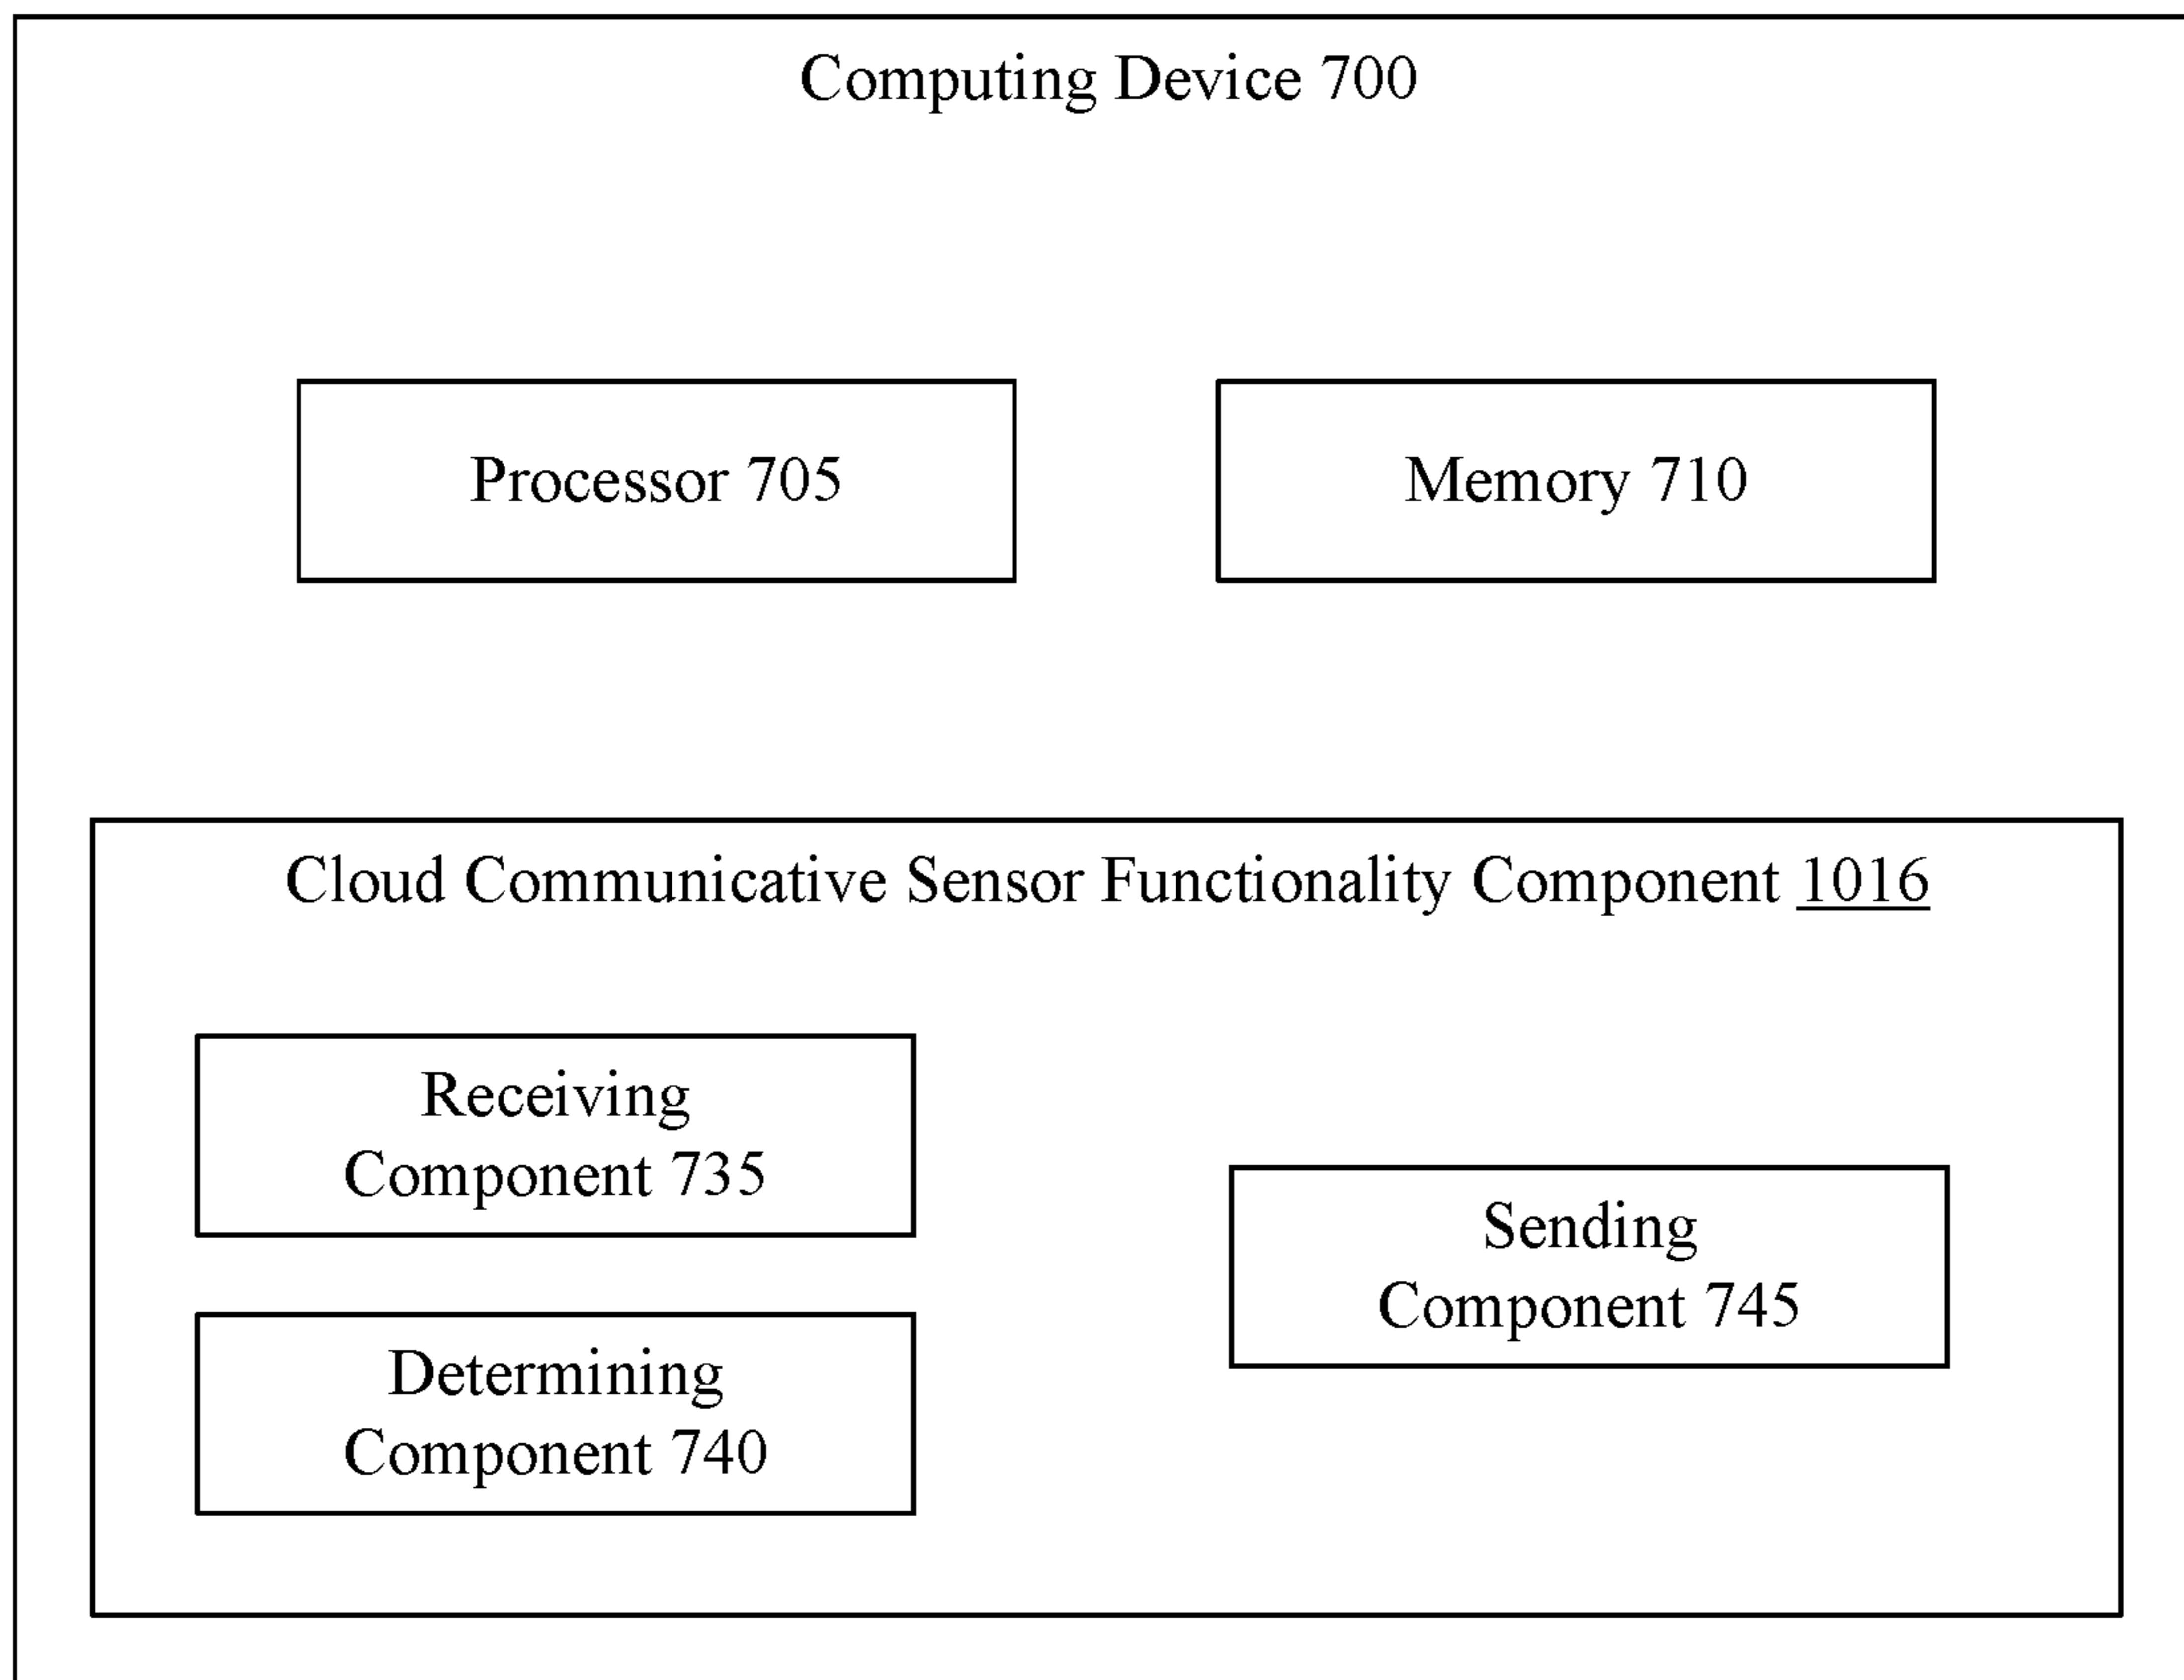 Computing Device 700
Processor 705
Memory 710
Cloud Communicative Sensor Functionality Component 1016
Receiving
Component 735
Determining
Component 740
Sending
Component 745